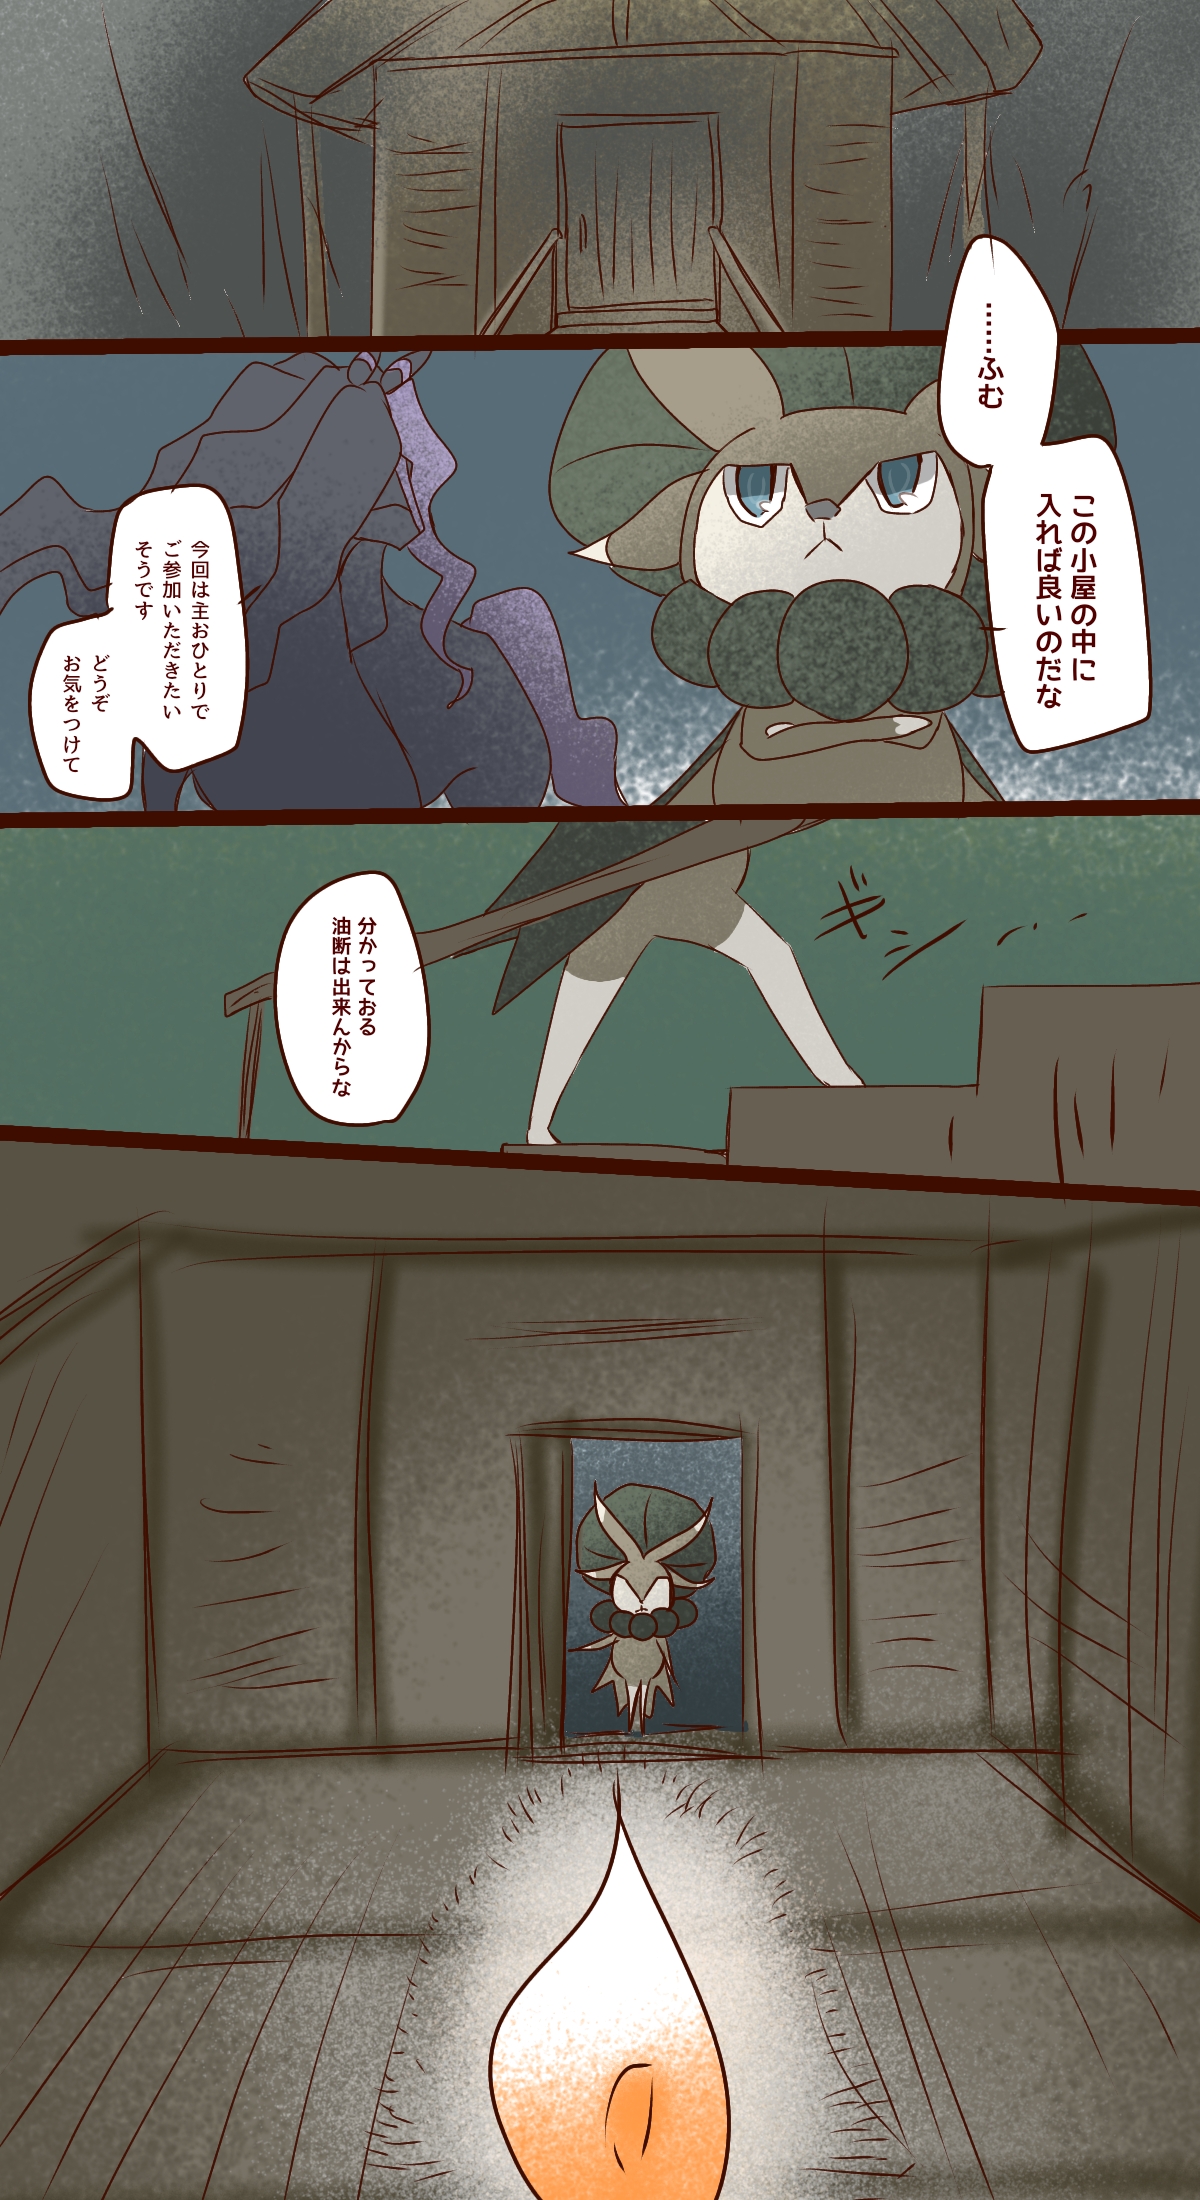 ……ふむ
この小屋の中に
入れば良いのだな
今回は主おひとりで
ご参加いただきたい
そうです
どうぞ
お気をつけて
ギシ…
分かっておる
油断は出来んからな